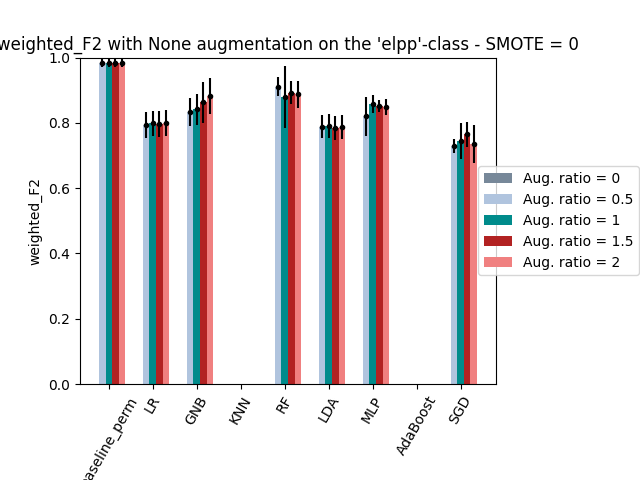 weighted_F2 with None augmentation on the 'elpp'-class - SMOTE = 0
1.0
0.8
0.6
0.4
0.2
0.0
weighted_F2
Aug. ratio = 0
Aug. ratio = 0.5
Aug. ratio = 1
Aug. ratio = 1.5
Aug. ratio = 2
aseline_perm
LR
GNB
KNN
RF
LDA
MLP
AdaBoost
SGD